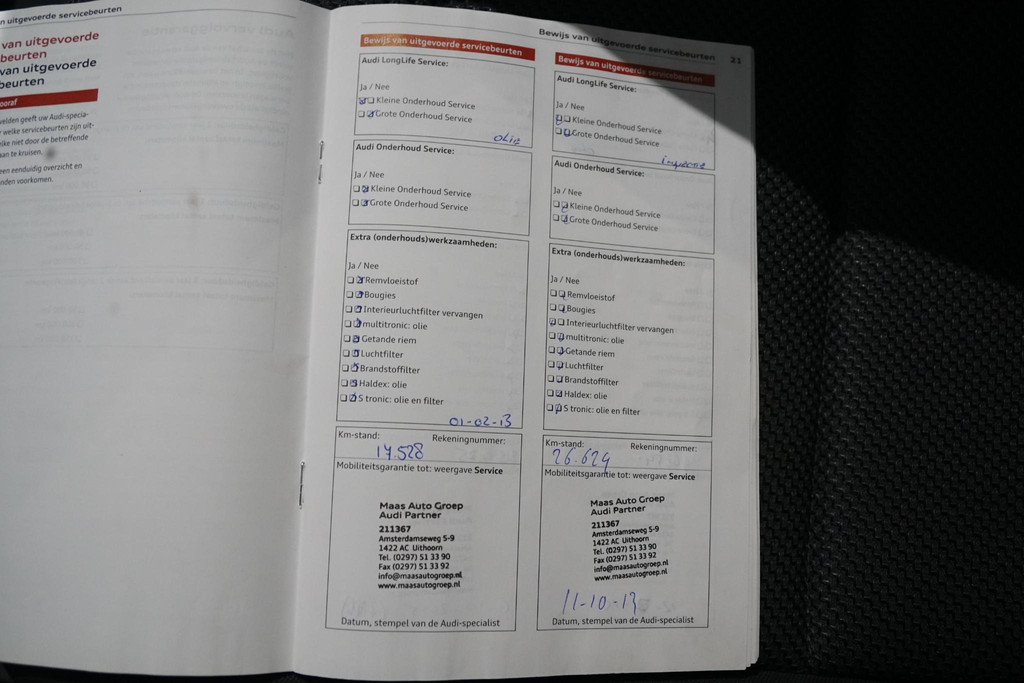 n uitgevoerde servicebeurten
van uitgevoerde
beurten
van uitgevoerde
beurten
ooraf
velden geeft uw Audi-specia-
welke servicebeurten zijn uit-
elke niet door de betreffende
aan te kruisen.
een eenduidig overzicht en
nden voorkomen.
Bewijs van uitgevoerde servicebeurten
Audi LongLife Service:
Ja / Nee
Kleine Onderhoud Service
Grote Onderhoud Service
olie
Audi Onderhoud Service:
Ja / Nee
Kleine Onderhoud Service
Grote Onderhoud Service
Extra (onderhouds)werkzaamheden:
Ja / Nee
Remvloeistof
Bougies
Interieurluchtfilter vervangen
multitronic: olie
Getande riem
Luchtfilter
Brandstoffilter
Haldex: olie
S tronic: olie en filter
01-02-13
Km-stand: Rekeningnummer:
17.528
Mobiliteitsgarantie tot: weergave Service
Maas Auto Groep
Audi Partner
211367
Amsterdamseweg 5-9
1422 AC Uithoorn
Tel. (0297) 51 33 90
Fax (0297) 51 33 92
info@maasautogroep.nl
www.maasautogroep.nl
Datum, stempel van de Audi-specialist
Bewijs van uitgevoerde servicebeurten 21
Bewijs van uitgevoerde servicebeurten
Audi LongLife Service:
Ja / Nee
Kleine Onderhoud Service
Grote Onderhoud Service
inspectie
Audi Onderhoud Service:
Ja / Nee
Kleine Onderhoud Service
Grote Onderhoud Service
Extra (onderhouds)werkzaamheden:
Ja / Nee
Remvloeistof
Bougies
Interieurluchtfilter vervangen
multitronic: olie
Getande riem
Luchtfilter
Brandstoffilter
Haldex: olie
S tronic: olie en filter
Km-stand: Rekeningnummer:
26.624
Mobiliteitsgarantie tot: weergave Service
Maas Auto Groep
Audi Partner
211367
Amsterdamseweg 5-9
1422 AC Uithoorn
Tel. (0297) 51 33 90
Fax (0297) 51 33 92
info@maasautogroep.nl
www.maasautogroep.nl
11-10-13
Datum, stempel van de Audi-specialist